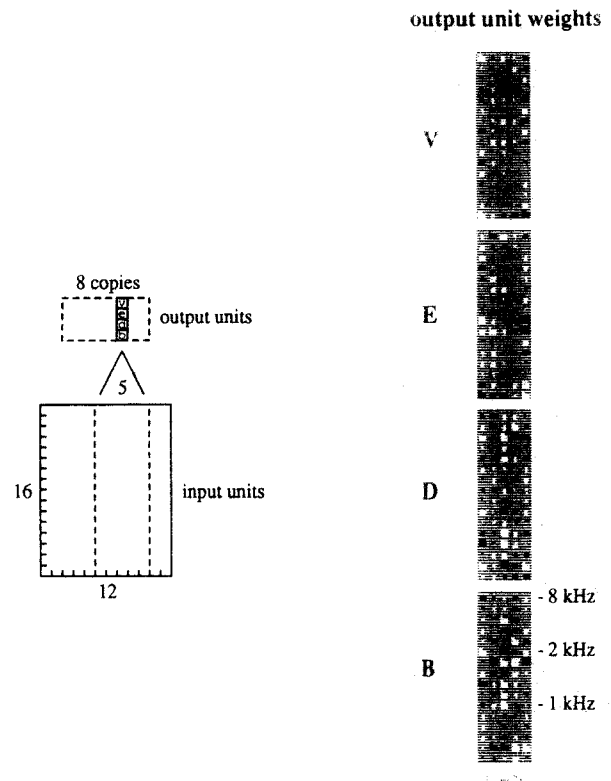 output unit weights
V
8 copies
output units
E
5
16
input units
D
12
- 8 kHz
- 2 kHz
B
- 1 kHz